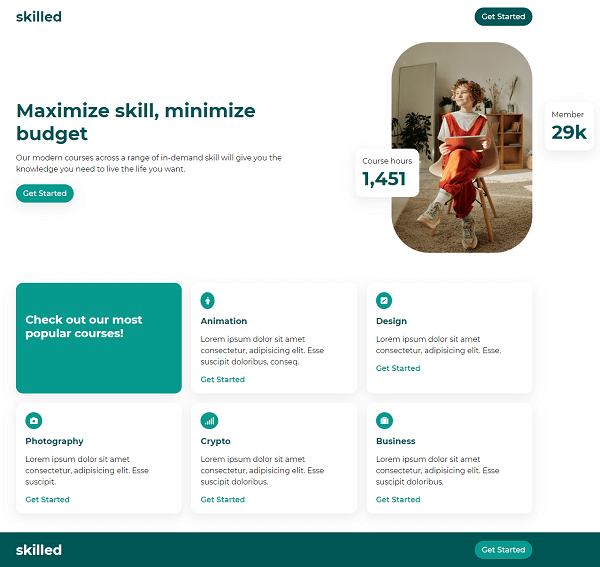 skilled
Get Started
Maximize skill, minimize
budget
Our modern courses across a range of in-demand skill will give you the
knowledge you need to live the life you want.
Get Started
Member
29k
Course hours
1,451
Check out our most
popular courses!
Animation
Lorem ipsum dolor sit amet
consectetur, adipisicing elit. Esse
suscipit doloribus, conseq.
Get Started
Design
Lorem ipsum dolor sit amet
consectetur, adipisicing elit. Esse.
Get Started
Photography
Lorem ipsum dolor sit amet
consectetur, adipisicing elit. Esse
suscipit.
Get Started
Crypto
Lorem ipsum dolor sit amet
consectetur, adipisicing elit. Esse
suscipit doloribus.
Get Started
Business
Lorem ipsum dolor sit amet
consectetur, adipisicing elit. Esse
suscipit doloribus.
Get Started
skilled
Get Started